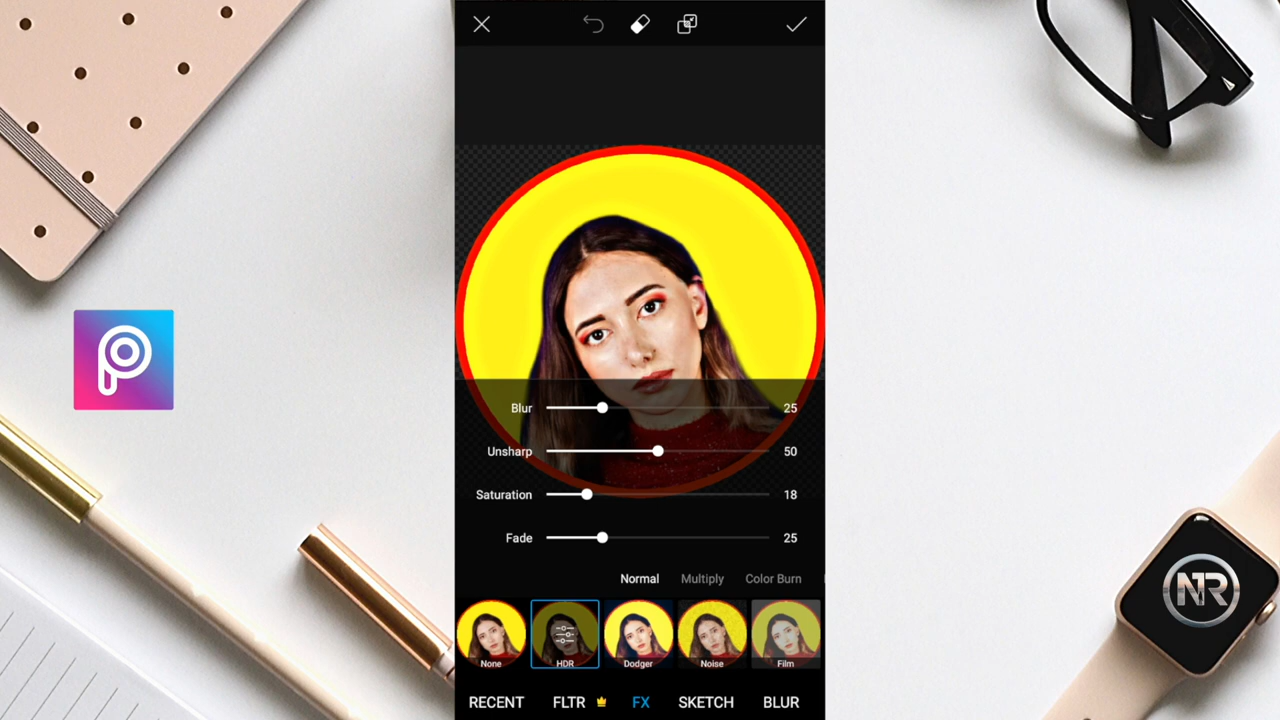 Blur 25
Unsharp 50
Saturation 18
Fade 25
Normal Multiply Color Burn
None HDR Dodger Noise Film
RECENT FLTR FX SKETCH BLUR
NR